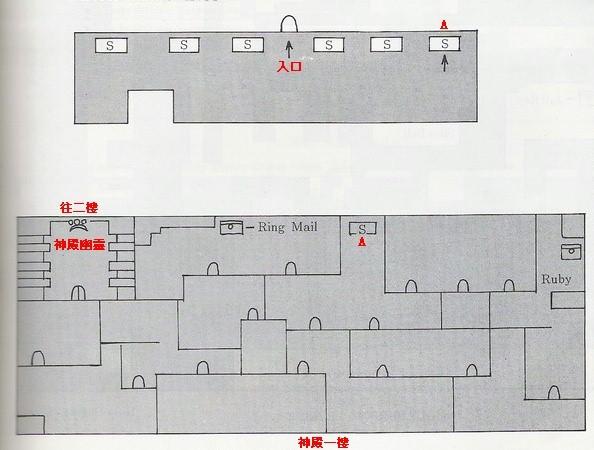 A
S S S S S S
入口
往二樓
神殿幽靈
Ring Mail
S
A
Ruby
神殿一樓